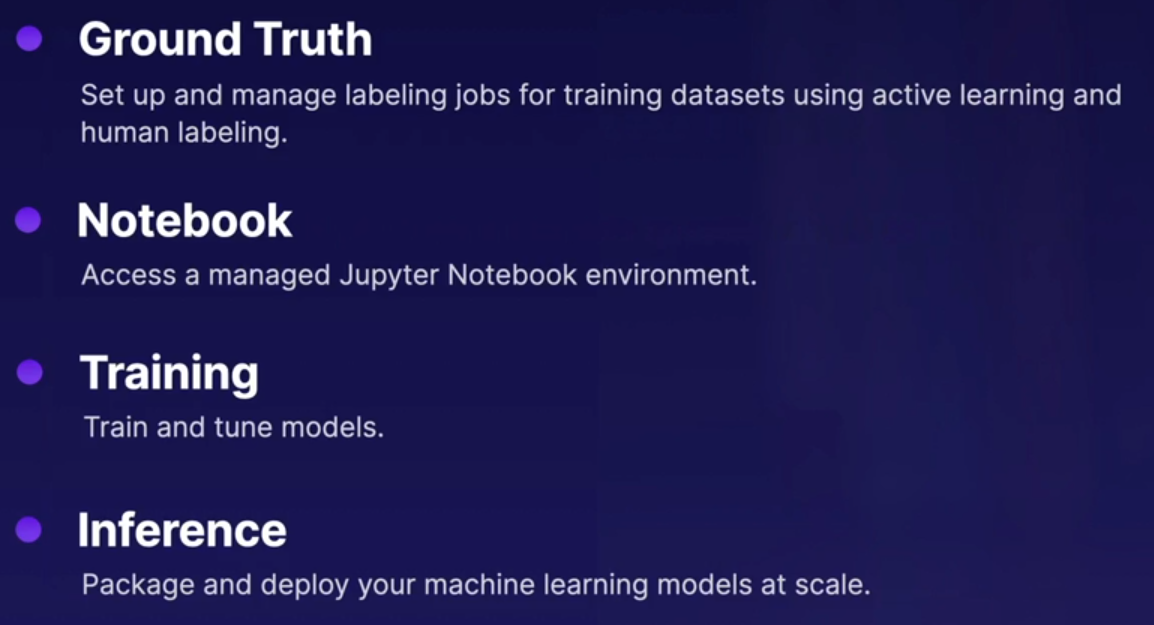 Ground Truth
Set up and manage labeling jobs for training datasets using active learning and
human labeling.
Notebook
Access a managed Jupyter Notebook environment.
Training
Train and tune models.
Inference
Package and deploy your machine learning models at scale.